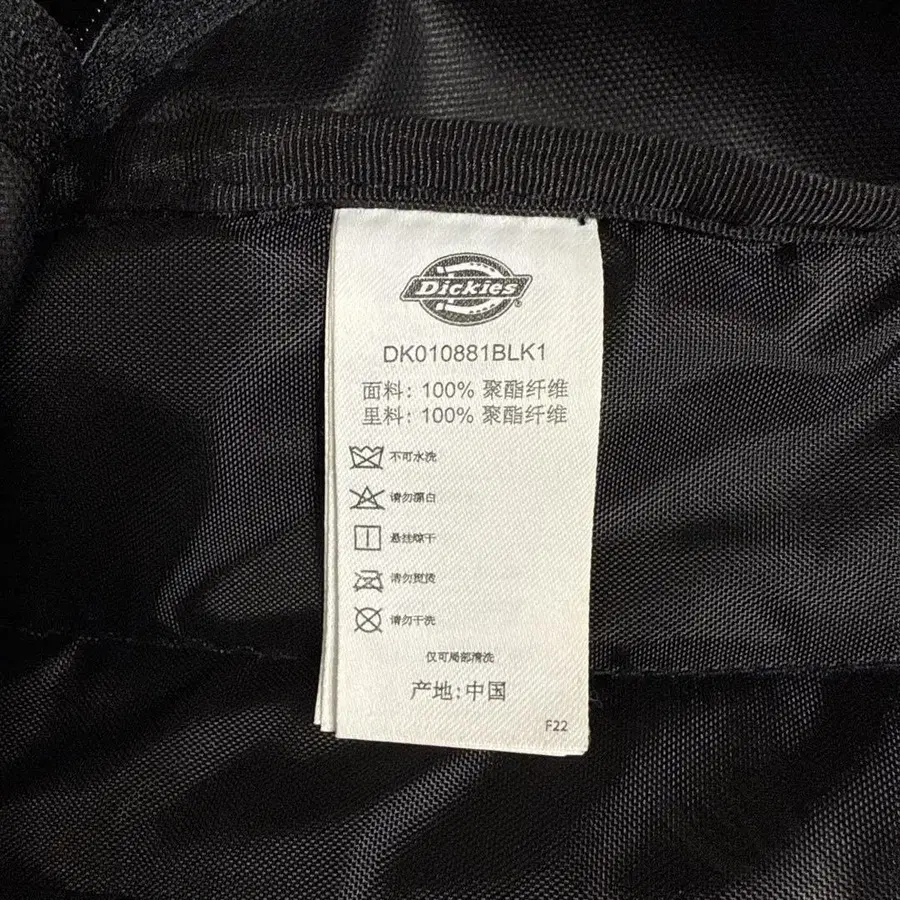 Dickies
DK010881BLK1
面料: 100% 聚酯纤维
里料: 100% 聚酯纤维
不可水洗
请勿漂白
悬挂晾干
请勿熨烫
请勿干洗
仅可局部清洗
产地:中国
F22